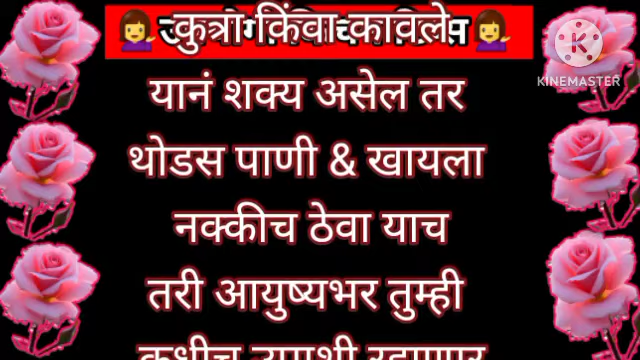 कुत्रा किंवा कावळे
KINEMASTER
यानं शक्य असेल तर
थोडस पाणी & खायला
नक्कीच ठेवा याच
तरी आयुष्यभर तुम्ही